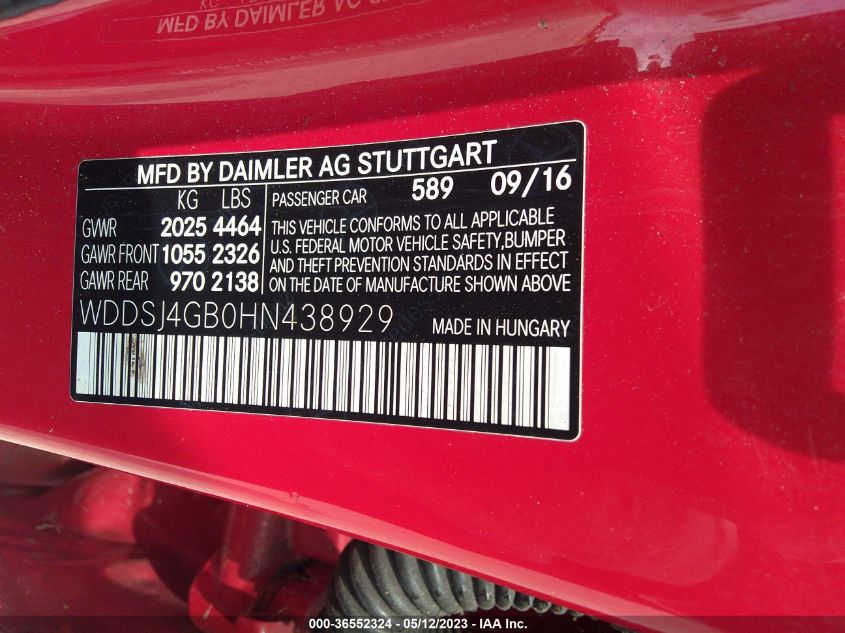 MFD BY DAIMLER AG STUTTGART
KG LBS
GVWR 2025 4464
GAWR FRONT 1055 2326
GAWR REAR 970 2138
PASSENGER CAR 589 09/16
THIS VEHICLE CONFORMS TO ALL APPLICABLE
U.S. FEDERAL MOTOR VEHICLE SAFETY, BUMPER
AND THEFT PREVENTION STANDARDS IN EFFECT
ON THE DATE OF MANUFACTURE SHOWN ABOVE
WDDSJ4GB0HN438929
MADE IN HUNGARY
000 - 36552324 - 05/12/2023 - IAA Inc.